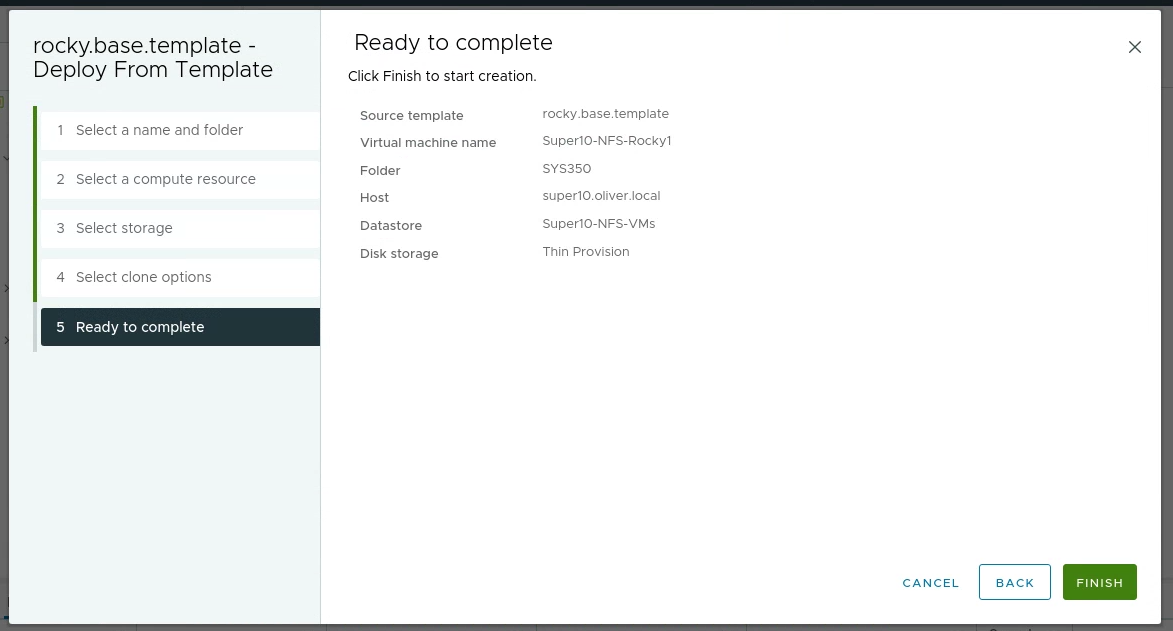 rocky.base.template -
Deploy From Template
1 Select a name and folder
2 Select a compute resource
3 Select storage
4 Select clone options
5 Ready to complete
Ready to complete
Click Finish to start creation.
Source template rocky.base.template
Virtual machine name Super10-NFS-Rocky1
Folder SYS350
Host super10.oliver.local
Datastore Super10-NFS-VMs
Disk storage Thin Provision
CANCEL BACK FINISH